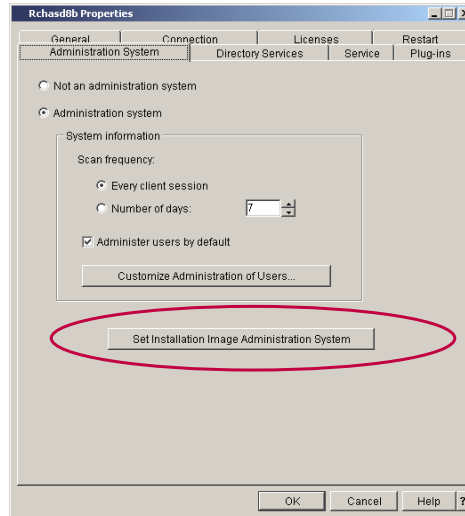 Rchasd8b Properties
General Connection Licenses Restart
Administration System Directory Services Service Plug-ins
Not an administration system
Administration system
System information
Scan frequency:
Every client session
Number of days: 7
Administer users by default
Customize Administration of Users...
Set Installation Image Administration System
OK Cancel Help ?